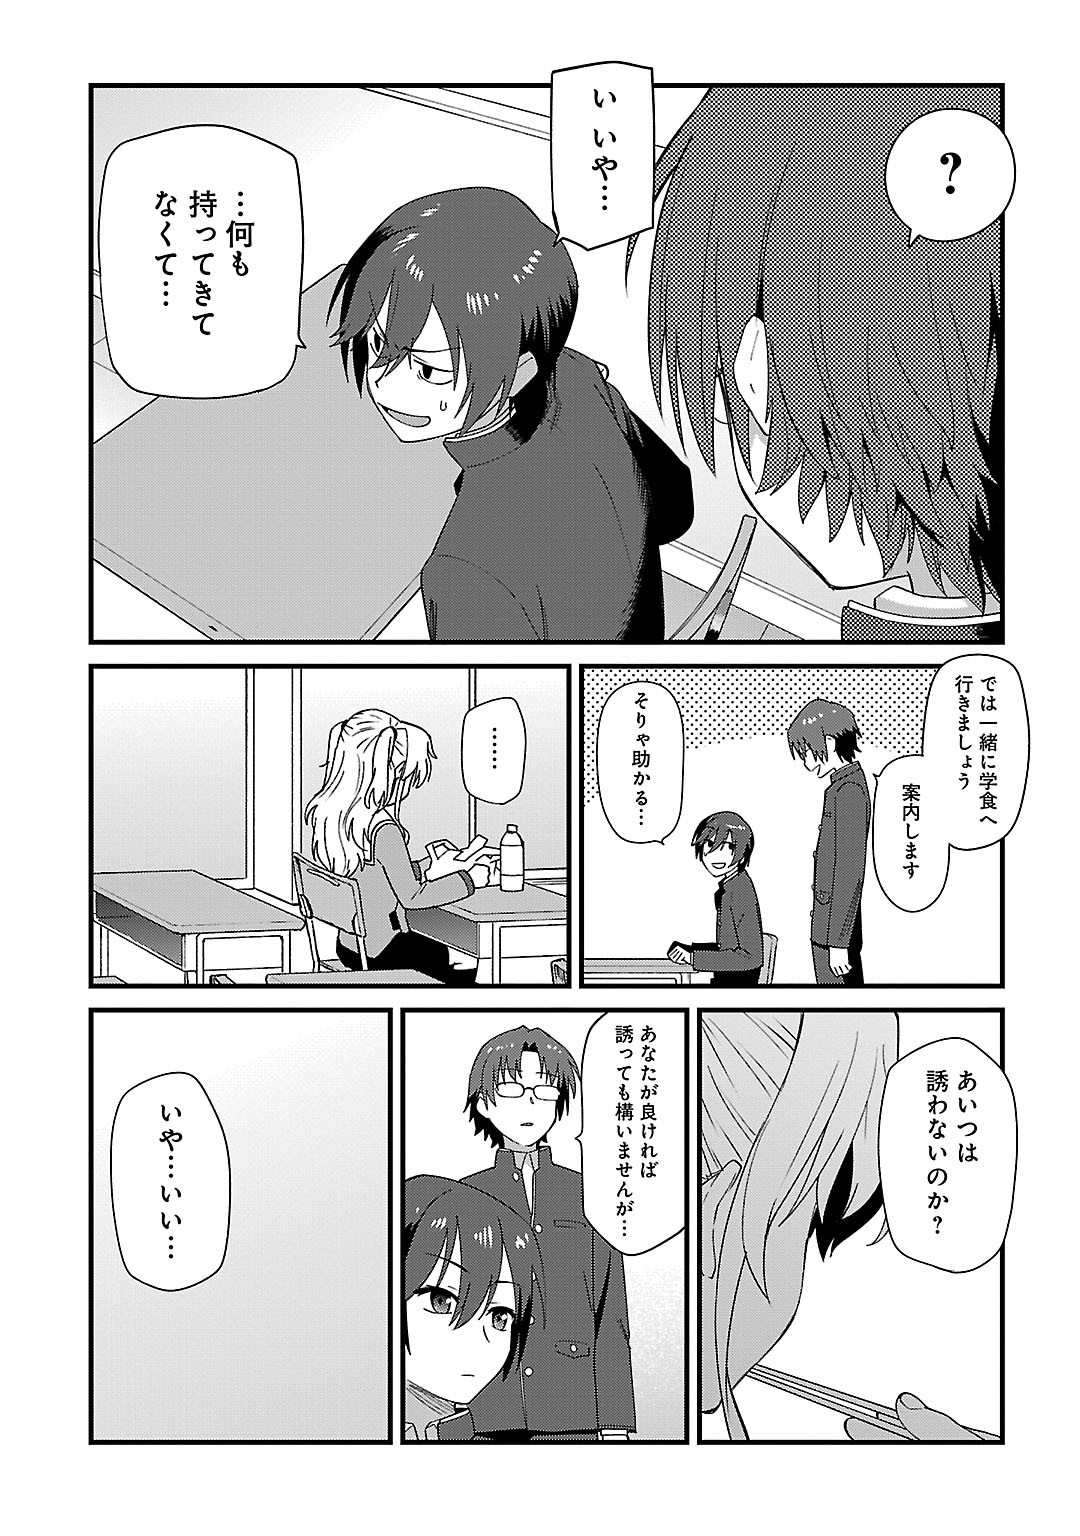 ？
い いや…
…何も
持ってきて
なくて…
では一緒に学食へ
行きましょう
案内します
そりゃ助かる…
……
あいつは
誘わないのか？
あなたが良ければ
誘っても構いませんが…
いや…いい…